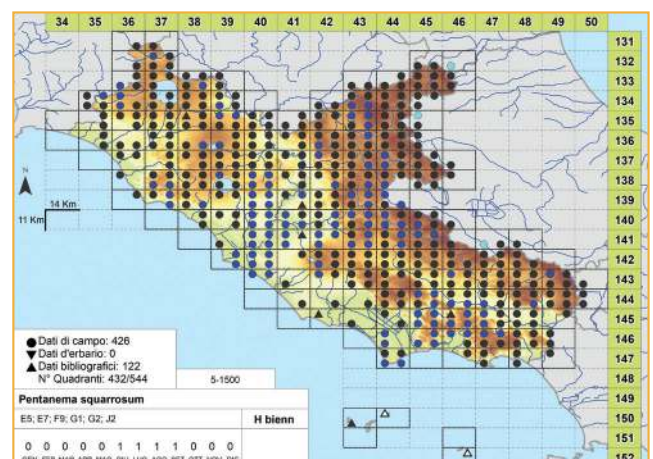 34 35 36 37 38 39 40 41 42 43 44 45 46 47 48 49 50
131
132
133
134
135
136
137
138
139
140
141
142
143
144
145
146
147
148
149
150
151
152
N
14 Km
11 Km
Dati di campo: 426
Dati d'erbario: 0
Dati bibliografici: 122
N° Quadranti: 432/544
5-1500
Pentanema squarrosum
E5; E7; F9; G1; G2; J2
H bienn
0 0 0 0 0 1 1 1 1 0 0 0